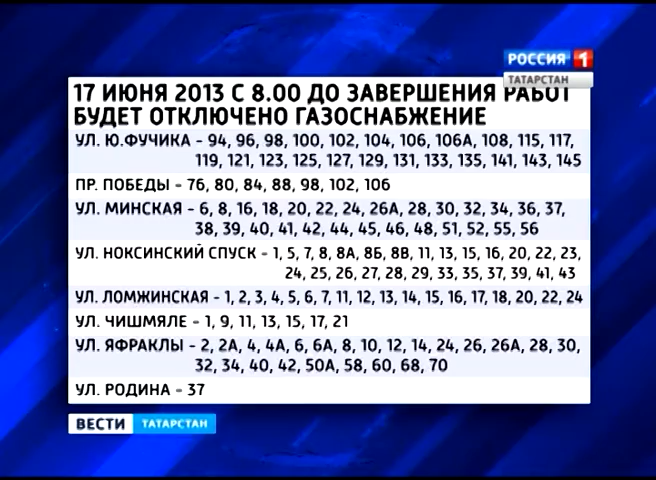 РОССИЯ 1
ТАТАРСТАН
17 ИЮНЯ 2013 С 8.00 ДО ЗАВЕРШЕНИЯ РАБОТ
БУДЕТ ОТКЛЮЧЕНО ГАЗОСНАБЖЕНИЕ
УЛ. Ю.ФУЧИКА - 94, 96, 98, 100, 102, 104, 106, 106А, 108, 115, 117,
119, 121, 123, 125, 127, 129, 131, 133, 135, 141, 143, 145
ПР. ПОБЕДЫ - 76, 80, 84, 88, 98, 102, 106
УЛ. МИНСКАЯ - 6, 8, 16, 18, 20, 22, 24, 26А, 28, 30, 32, 34, 36, 37,
38, 39, 40, 41, 42, 44, 45, 46, 48, 51, 52, 55, 56
УЛ. НОКСИНСКИЙ СПУСК - 1, 5, 7, 8, 8А, 8Б, 8В, 11, 13, 15, 16, 20, 22, 23,
24, 25, 26, 27, 28, 29, 33, 35, 37, 39, 41, 43
УЛ. ЛОМЖИНСКАЯ - 1, 2, 3, 4, 5, 6, 7, 11, 12, 13, 14, 15, 16, 17, 18, 20, 22, 24
УЛ. ЧИШМЯЛЕ - 1, 9, 11, 13, 15, 17, 21
УЛ. ЯФРАКЛЫ - 2, 2А, 4, 4А, 6, 6А, 8, 10, 12, 14, 24, 26, 26А, 28, 30,
32, 34, 40, 42, 50А, 58, 60, 68, 70
УЛ. РОДИНА - 37
ВЕСТИ ТАТАРСТАН